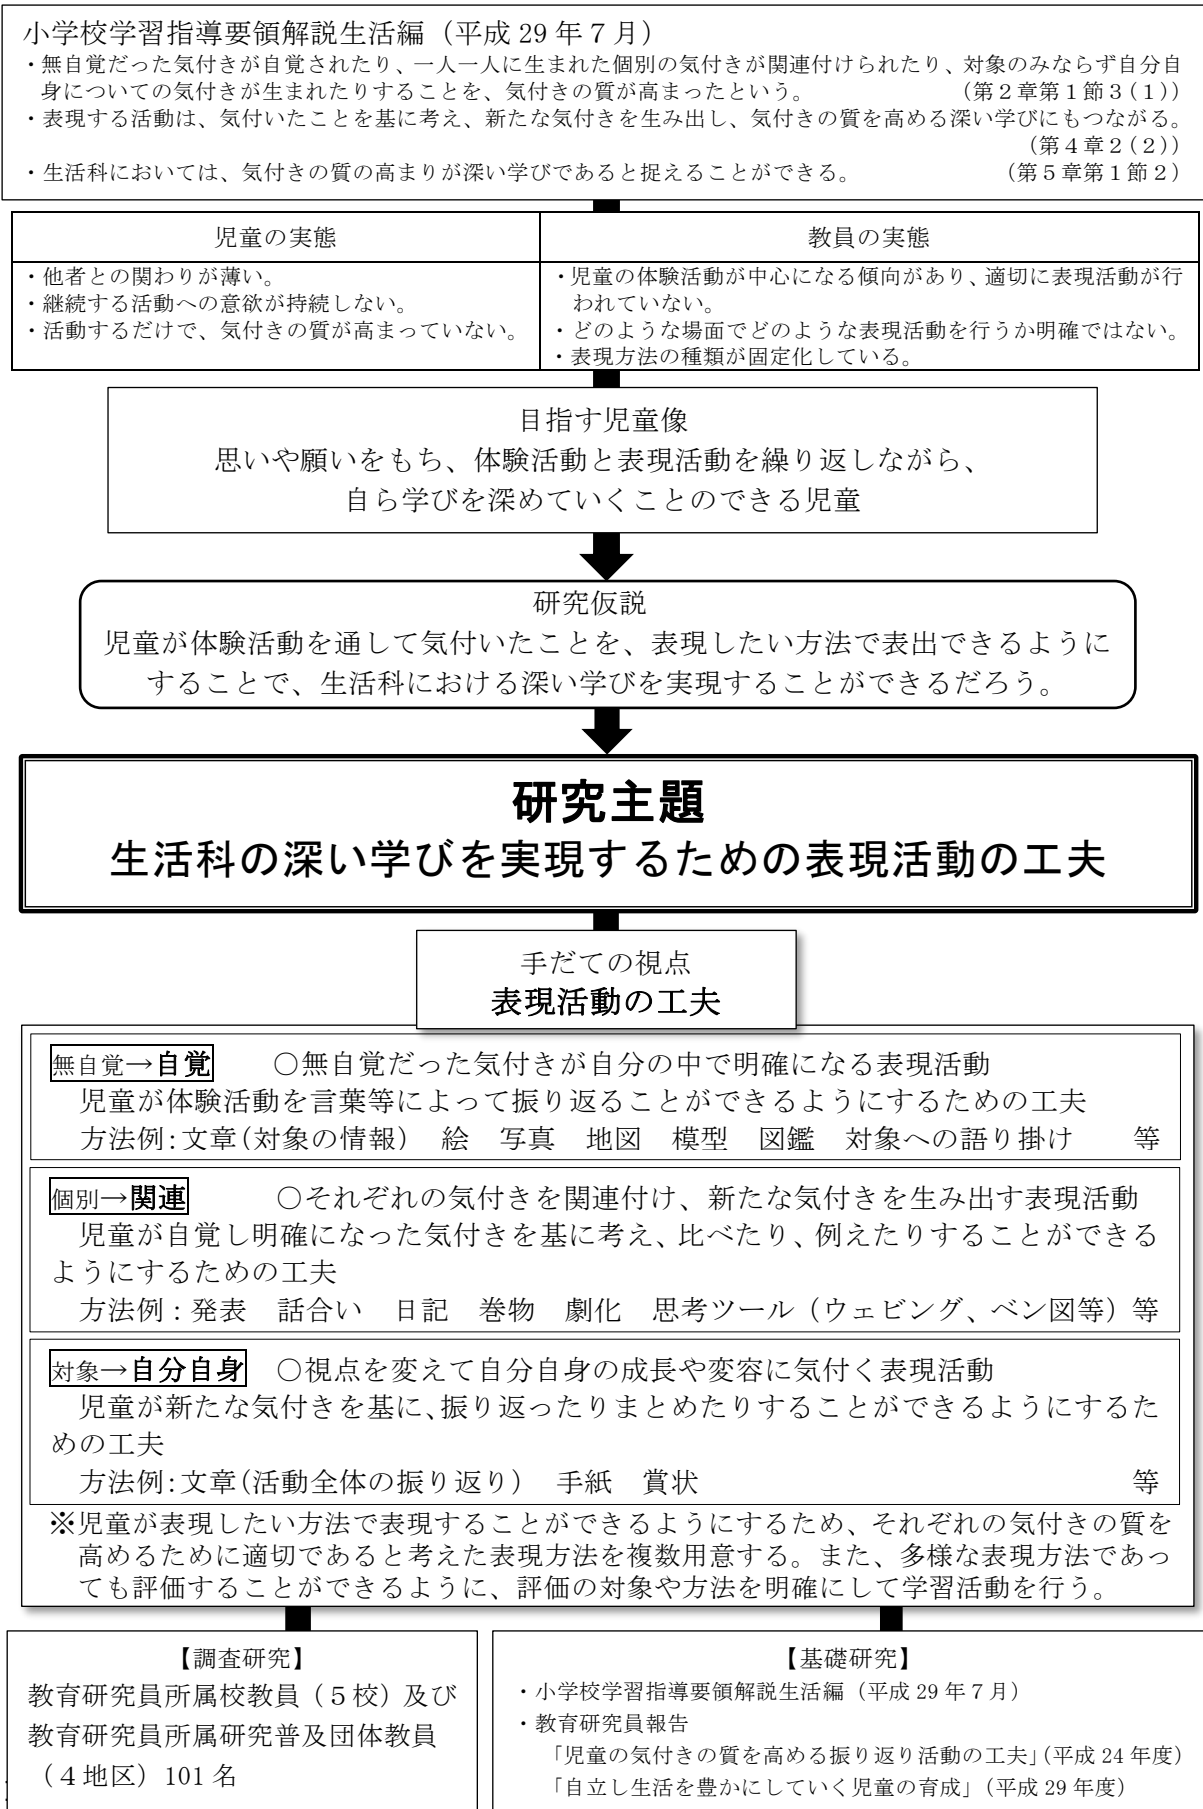 小学校学習指導要領解説生活編（平成 29 年７月）
・無自覚だった気付きが自覚されたり、一人一人に生まれた個別の気付きが関連付けられたり、対象のみならず自分自
身についての気付きが生まれたりすることを、気付きの質が高まったという。　（第２章第１節３(１)）
・表現する活動は、気付いたことを基に考え、新たな気付きを生み出し、気付きの質を高める深い学びにもつながる。
（第４章２(２)）
・生活科においては、気付きの質の高まりが深い学びであると捉えることができる。　（第５章第１節２）
児童の実態
・他者との関わりが薄い。
・継続する活動への意欲が持続しない。
・活動するだけで、気付きの質が高まっていない。
教員の実態
・児童の体験活動が中心になる傾向があり、適切に表現活動が行
われていない。
・どのような場面でどのような表現活動を行うか明確ではない。
・表現方法の種類が固定化している。
目指す児童像
思いや願いをもち、体験活動と表現活動を繰り返しながら、
自ら学びを深めていくことのできる児童
研究仮説
児童が体験活動を通して気付いたことを、表現したい方法で表出できるように
することで、生活科における深い学びを実現することができるだろう。
研究主題
生活科の深い学びを実現するための表現活動の工夫
手だての視点
表現活動の工夫
無自覚→自覚　○無自覚だった気付きが自分の中で明確になる表現活動
児童が体験活動を言葉等によって振り返ることができるようにするための工夫
方法例：文章(対象の情報)　絵　写真　地図　模型　図鑑　対象への語り掛け　等
個別→関連　○それぞれの気付きを関連付け、新たな気付きを生み出す表現活動
児童が自覚し明確になった気付きを基に考え、比べたり、例えたりすることができる
ようにするための工夫
方法例：発表　話合い　日記　巻物　劇化　思考ツール（ウェビング、ベン図等）等
対象→自分自身　○視点を変えて自分自身の成長や変容に気付く表現活動
児童が新たな気付きを基に、振り返ったりまとめたりすることができるようにするた
めの工夫
方法例：文章(活動全体の振り返り)　手紙　賞状　等
※児童が表現したい方法で表現することができるようにするため、それぞれの気付きの質を
高めるために適切であると考えた表現方法を複数用意する。また、多様な表現方法であっ
ても評価することができるように、評価の対象や方法を明確にして学習活動を行う。
【調査研究】
教育研究員所属校教員（５校）及び
教育研究員所属研究普及団体教員
（４地区）101 名
【基礎研究】
・小学校学習指導要領解説生活編（平成 29 年７月）
・教育研究員報告
「児童の気付きの質を高める振り返り活動の工夫」（平成 24 年度）
「自立し生活を豊かにしていく児童の育成」（平成 29 年度）